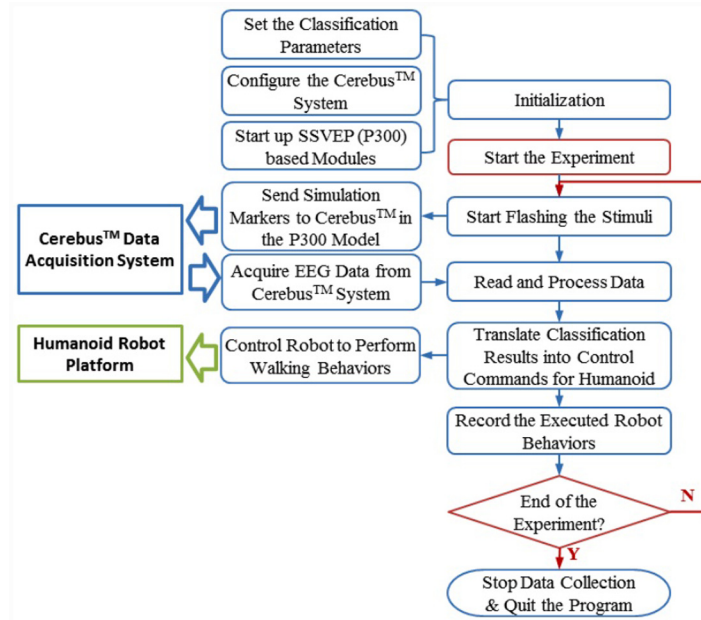 Set the Classification
Parameters
Configure the Cerebus™
System
Start up SSVEP (P300)
based Modules
Initialization
Start the Experiment
Send Simulation
Markers to Cerebus™ in
the P300 Model
Start Flashing the Stimuli
Cerebus™ Data
Acquisition System
Acquire EEG Data from
Cerebus™ System
Read and Process Data
Humanoid Robot
Platform
Control Robot to Perform
Walking Behaviors
Translate Classification
Results into Control
Commands for Humanoid
Record the Executed Robot
Behaviors
End of the
Experiment?
N
Y
Stop Data Collection
& Quit the Program